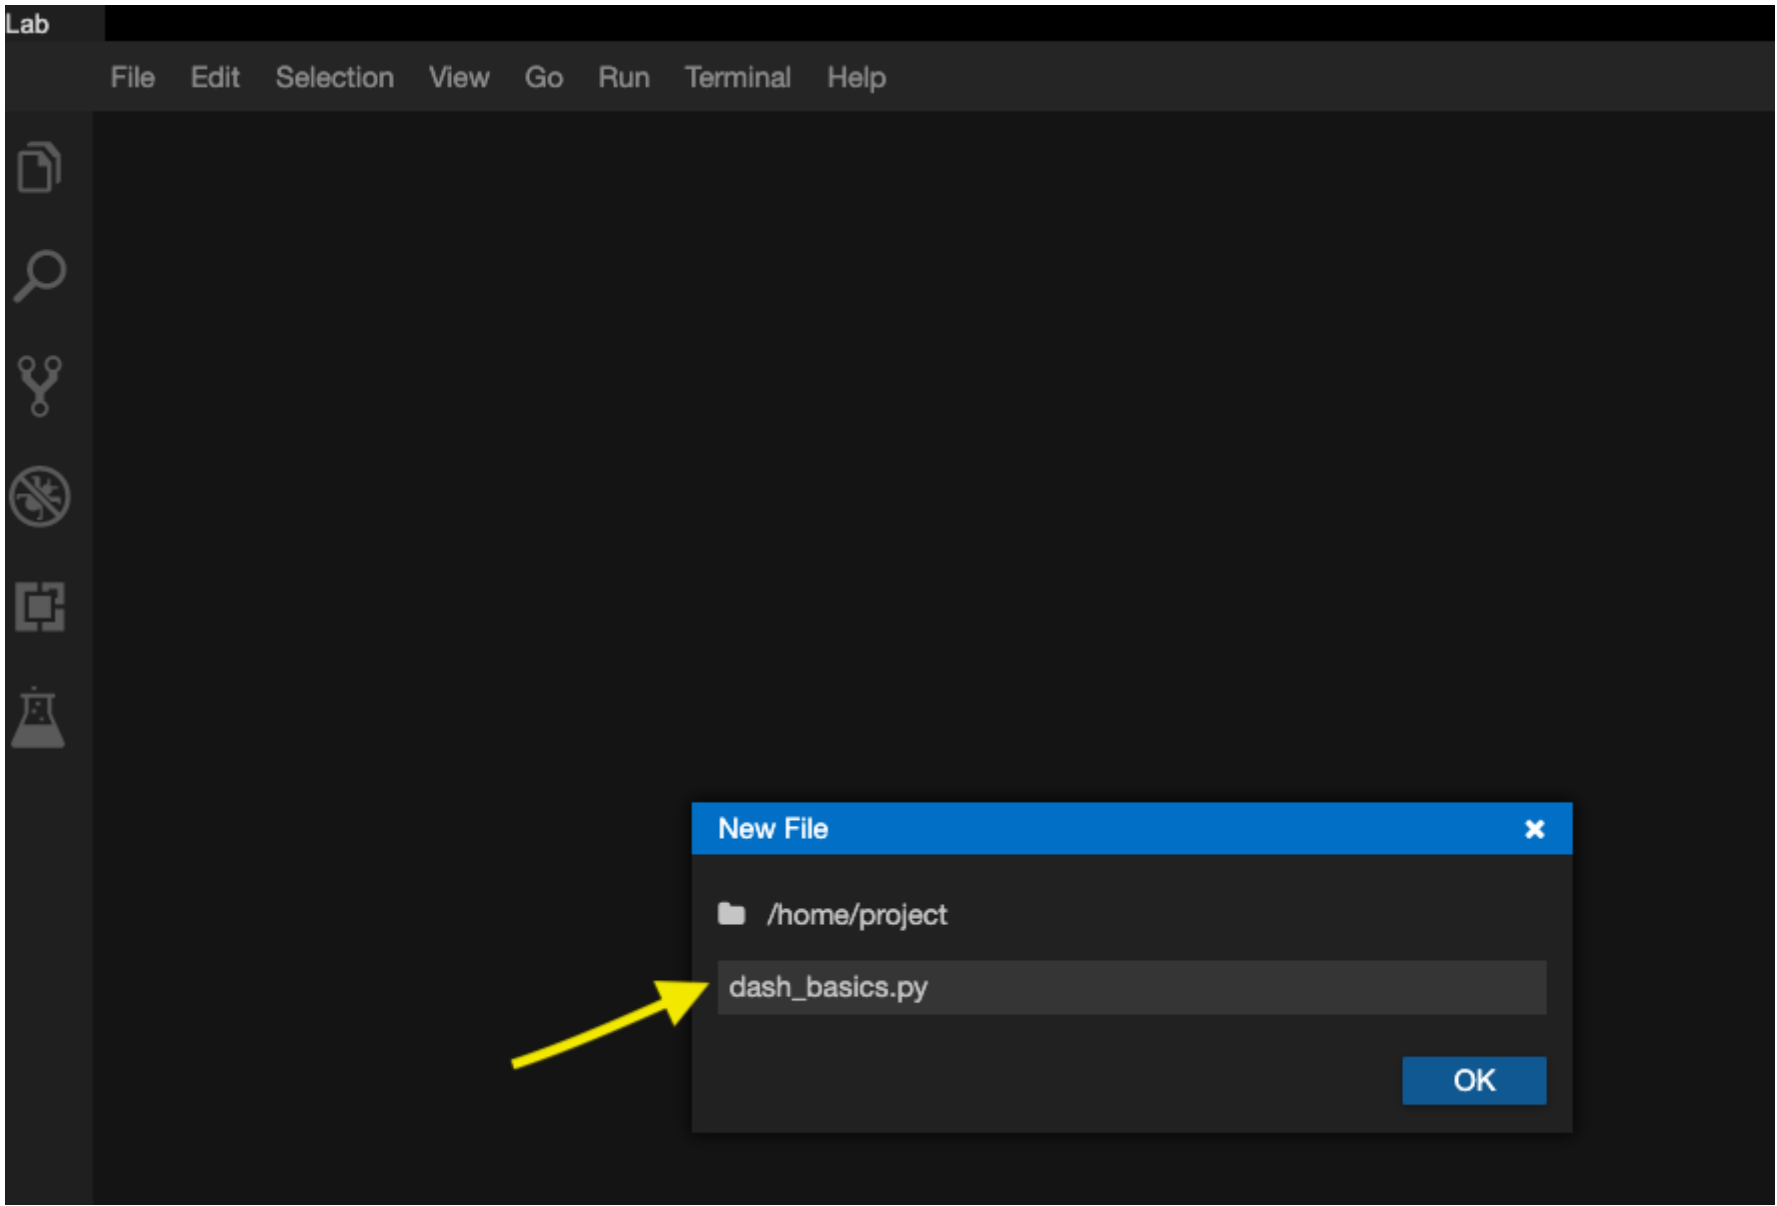 Lab
File Edit Selection View Go Run Terminal Help
New File
/home/project
dash_basics.py
OK